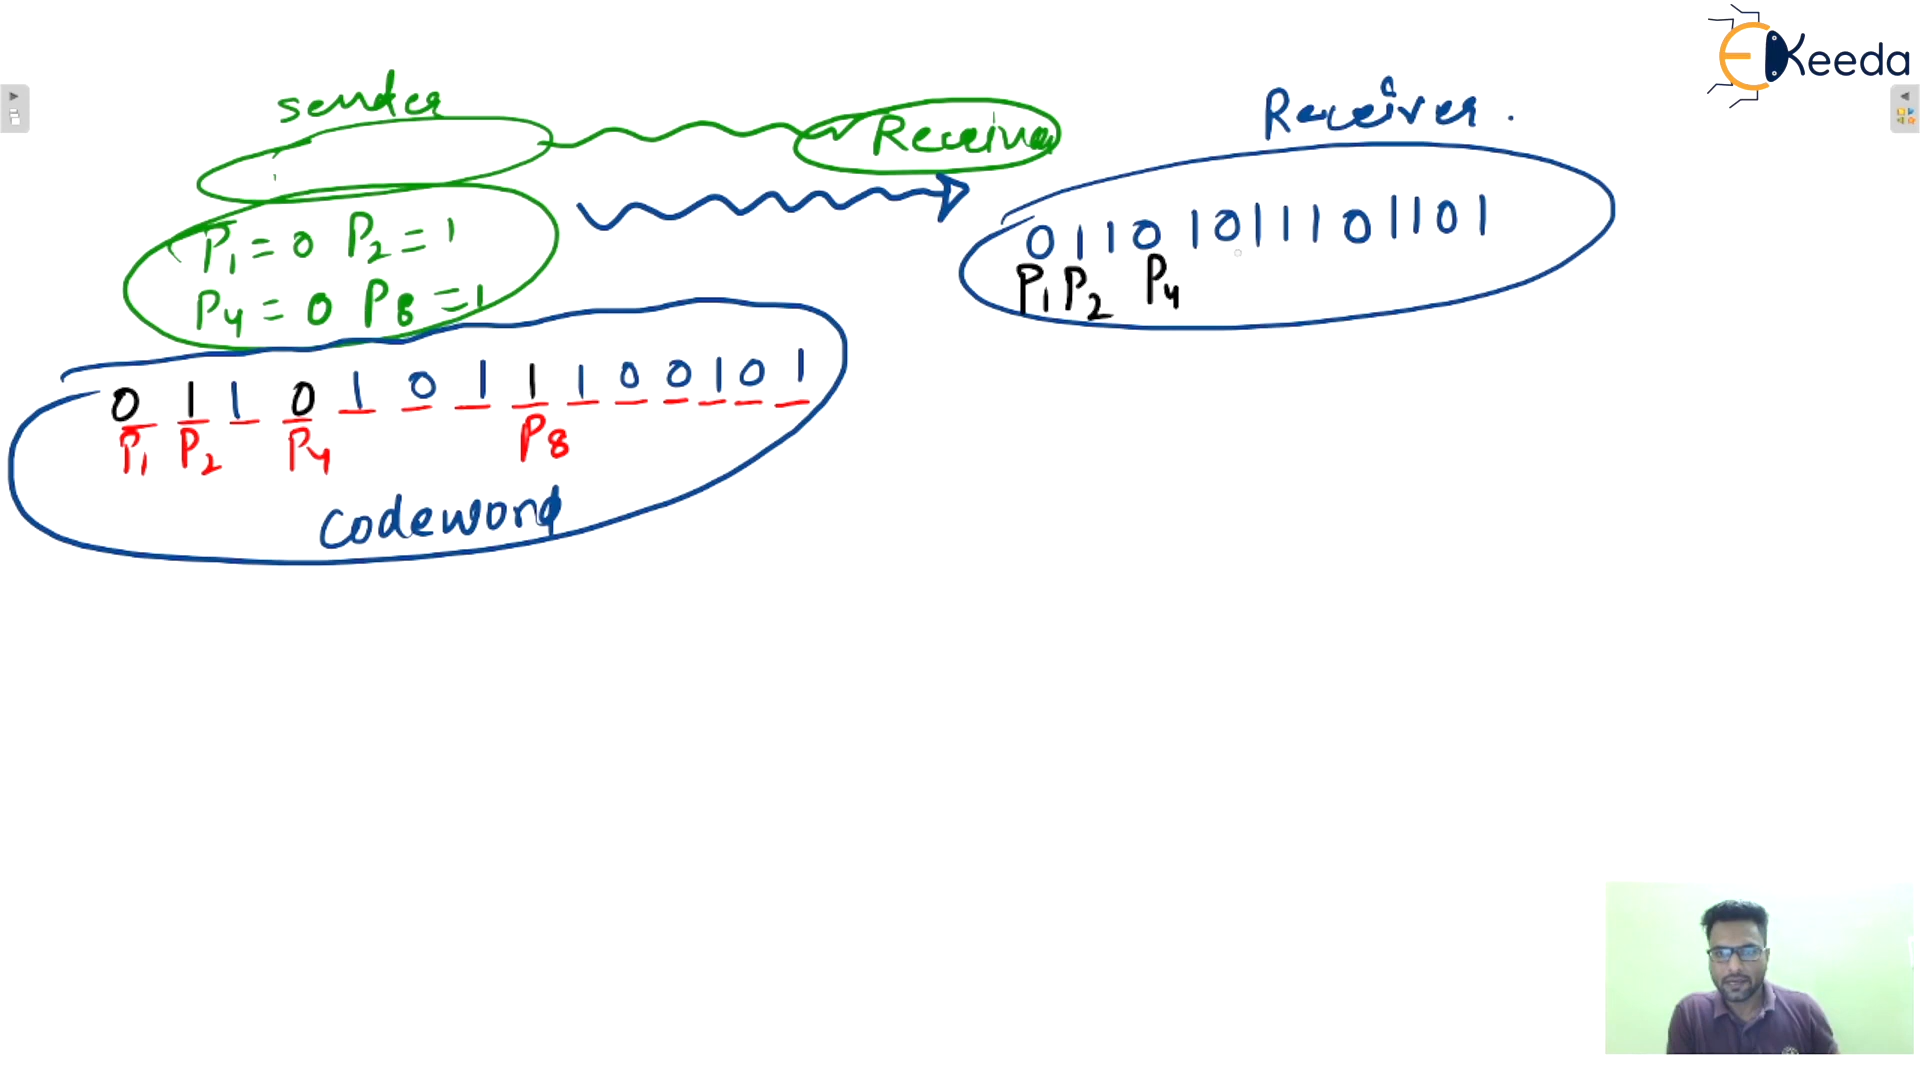 EKeeda
sender
Receiver
Receiver.
P1 = 0 P2 = 1
P4 = 0 P8 = 1
0 1 1 0 1 0 1 1 1 0 1 1 0 1
P1 P2 P4
0 1 1 0 1 0 1 1 1 0 0 1 0 1
P1 P2 P4 P8
codeword